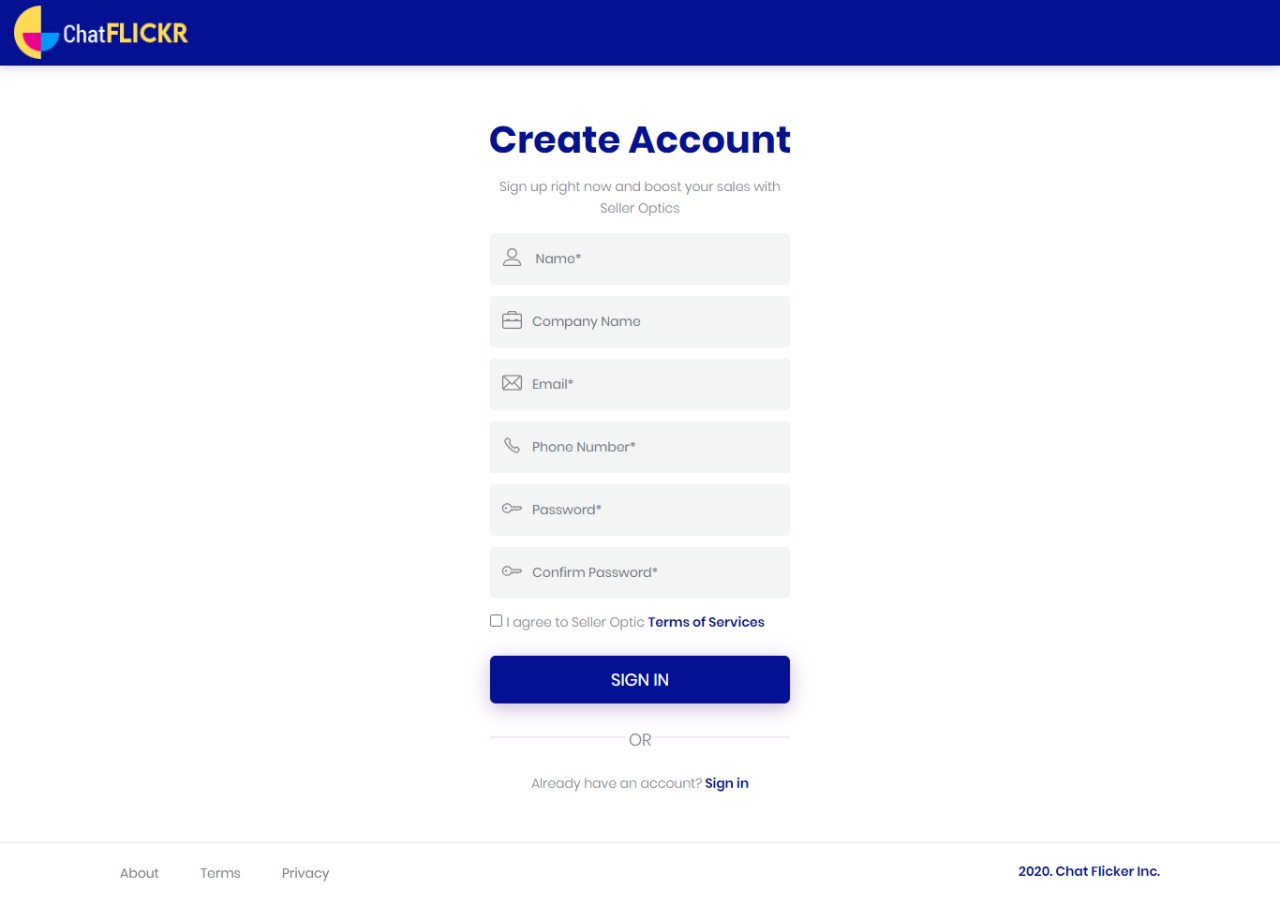 ChatFLICKR
Create Account
Sign up right now and boost your sales with
Seller Optics
Name*
Company Name
Email*
Phone Number*
Password*
Confirm Password*
I agree to Seller Optic Terms of Services
SIGN IN
OR
Already have an account? Sign in
About Terms Privacy 2020. Chat Flicker Inc.